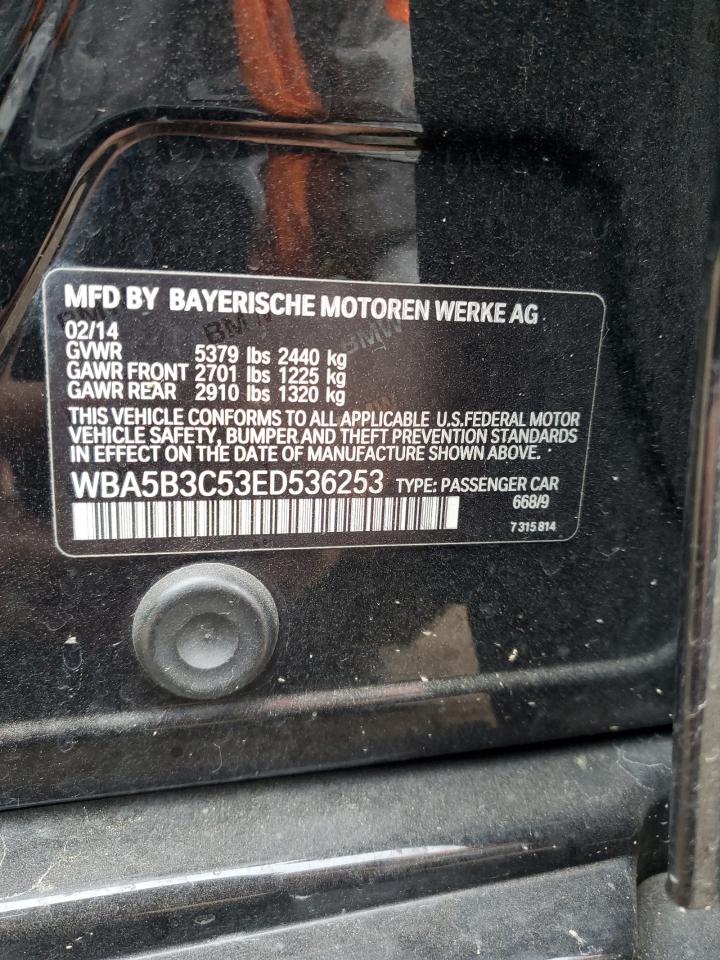 MFD BY BAYERISCHE MOTOREN WERKE AG
02/14
GVWR 5379 lbs 2440 kg
GAWR FRONT 2701 lbs 1225 kg
GAWR REAR 2910 lbs 1320 kg
THIS VEHICLE CONFORMS TO ALL APPLICABLE U.S.FEDERAL MOTOR
VEHICLE SAFETY, BUMPER AND THEFT PREVENTION STANDARDS
IN EFFECT ON THE DATE OF MANUFACTURE SHOWN ABOVE.
WBA5B3C53ED536253 TYPE: PASSENGER CAR
668/9
7 315 814
BMW
BMW